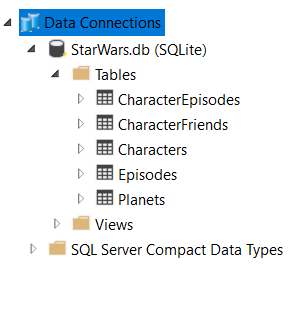 Data Connections
StarWars.db (SQLite)
Tables
CharacterEpisodes
CharacterFriends
Characters
Episodes
Planets
Views
SQL Server Compact Data Types